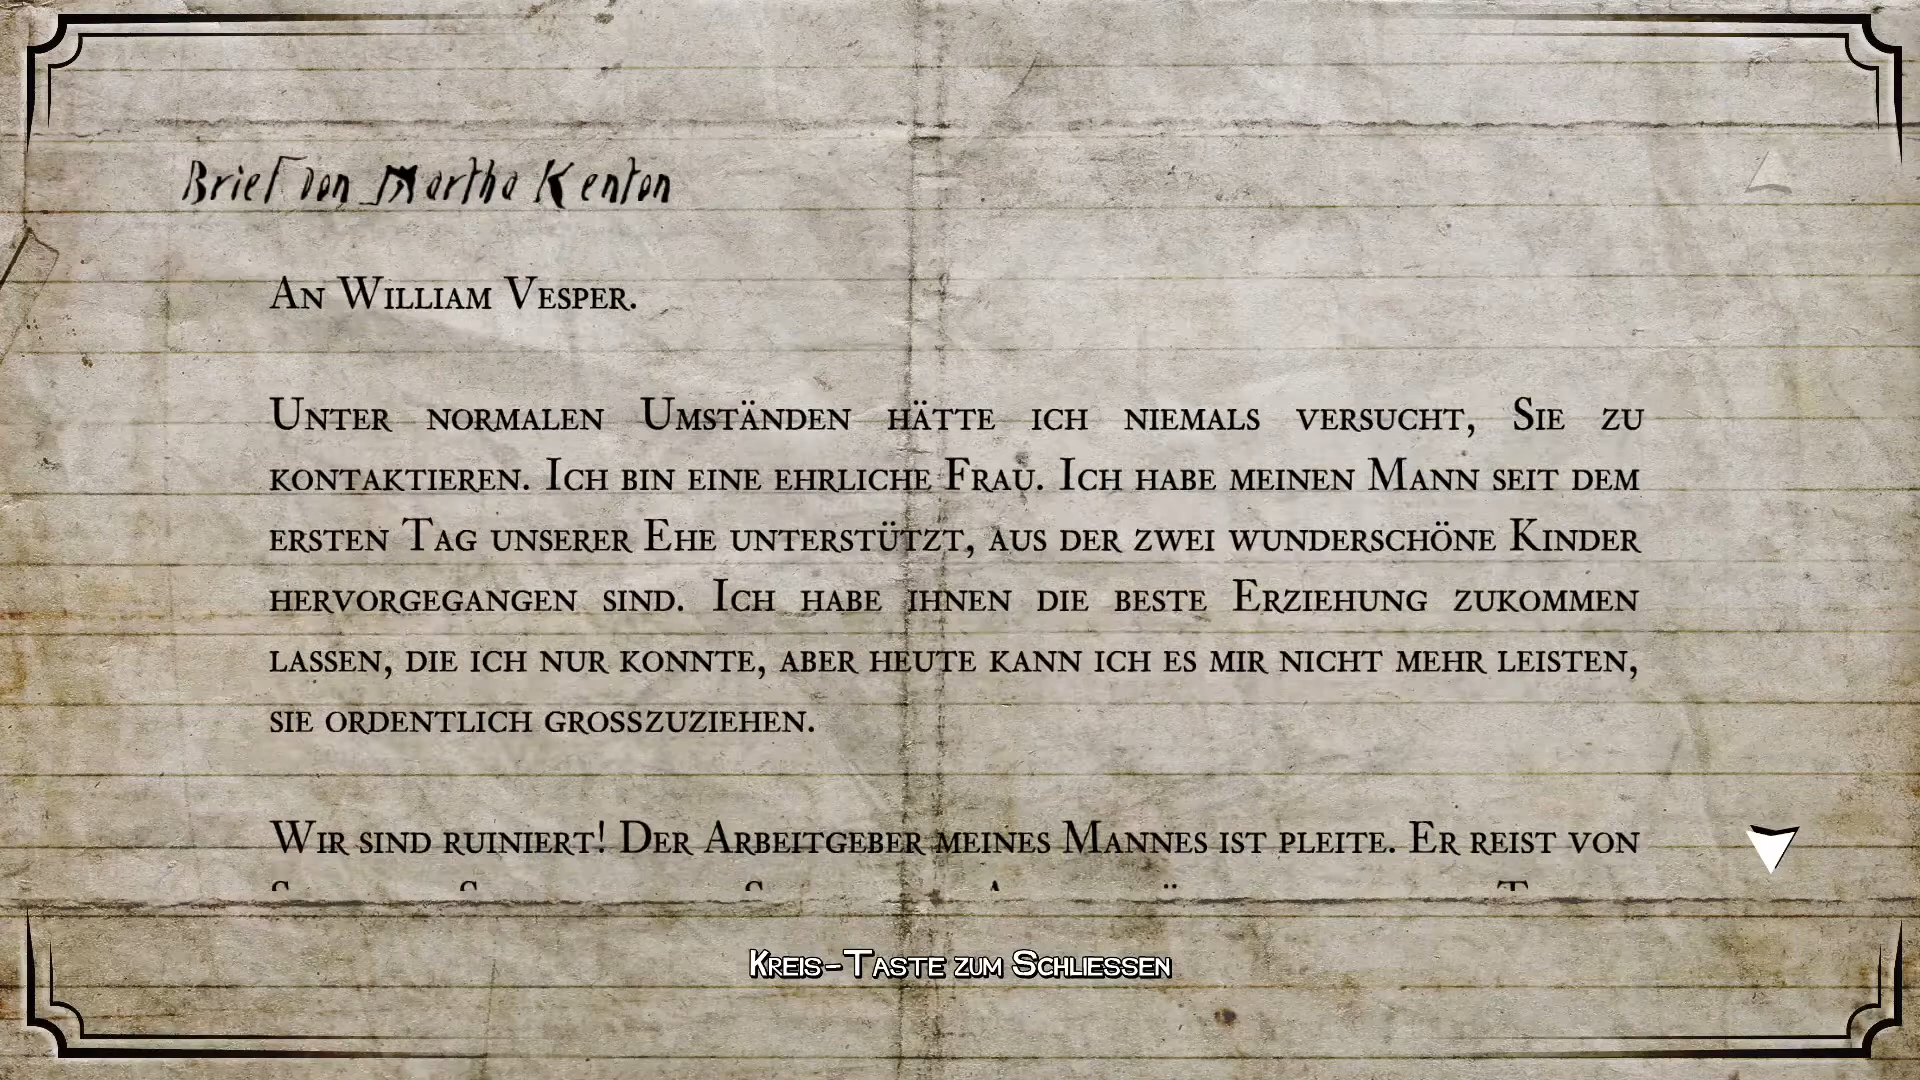 Brief von Martha Kenton
An William Vesper.
Unter normalen Umständen hätte ich niemals versucht, Sie zu
kontaktieren. Ich bin eine ehrliche Frau. Ich habe meinen Mann seit dem
ersten Tag unserer Ehe unterstützt, aus der zwei wunderschöne Kinder
hervorgegangen sind. Ich habe ihnen die beste Erziehung zukommen
lassen, die ich nur konnte, aber heute kann ich es mir nicht mehr leisten,
sie ordentlich grosszuziehen.
Wir sind ruiniert! Der Arbeitgeber meines Mannes ist pleite. Er reist von
Kreis-Taste zum Schliessen